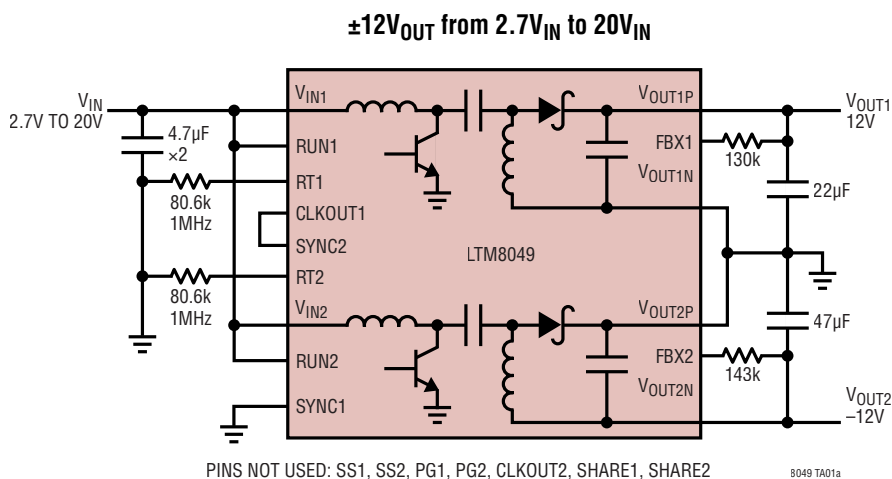 ±12VOUT from 2.7VIN to 20VIN
VIN
2.7V TO 20V
4.7µF
×2
80.6k
1MHz
80.6k
1MHz
VIN1
RUN1
RT1
CLKOUT1
SYNC2
RT2
VIN2
RUN2
SYNC1
LTM8049
VOUT1P
FBX1
VOUT1N
VOUT2P
FBX2
VOUT2N
130k
22µF
47µF
143k
VOUT1
12V
VOUT2
–12V
PINS NOT USED: SS1, SS2, PG1, PG2, CLKOUT2, SHARE1, SHARE2
8049 TA01a